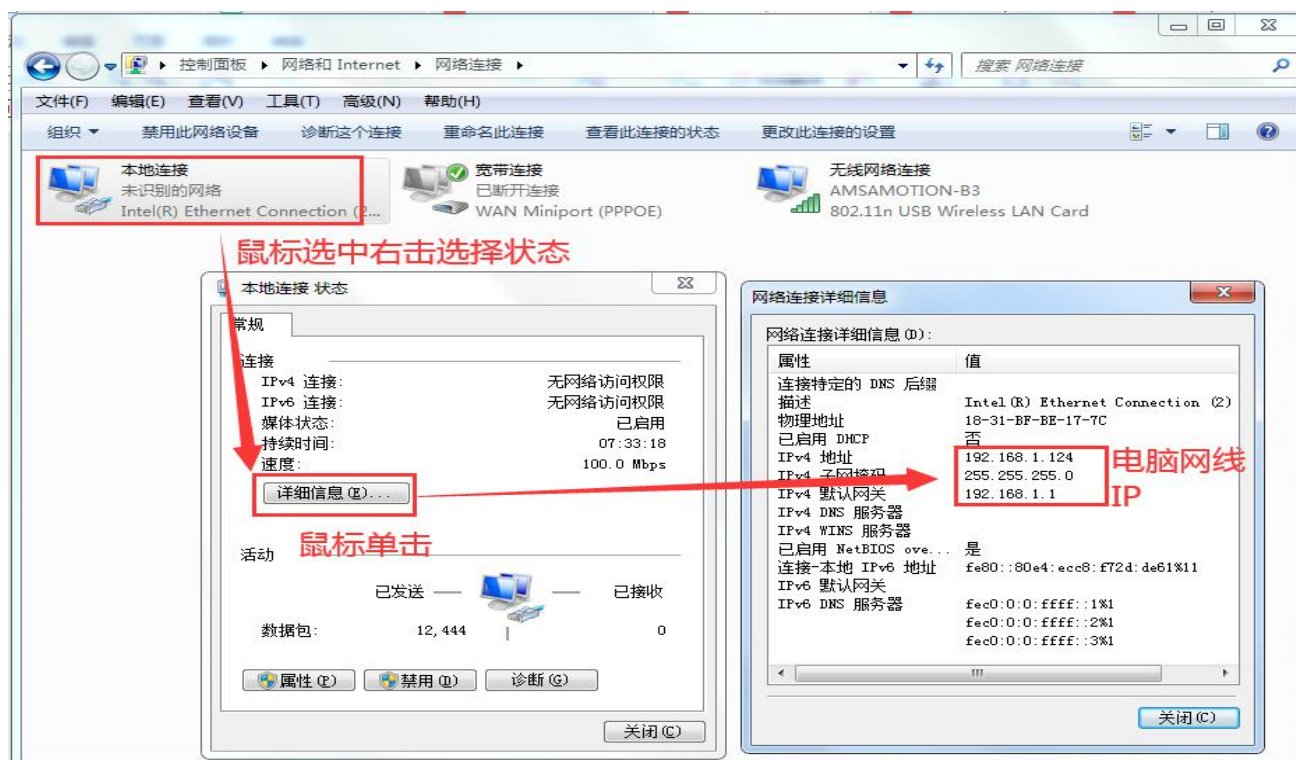 控制面板 ▸ 网络和 Internet ▸ 网络连接 ▸
搜索 网络连接
文件(F) 编辑(E) 查看(V) 工具(T) 高级(N) 帮助(H)
组织 ▼ 禁用此网络设备 诊断这个连接 重命名此连接 查看此连接的状态 更改此连接的设置
本地连接
未识别的网络
Intel(R) Ethernet Connection (2...
宽带连接
已断开连接
WAN Miniport (PPPOE)
无线网络连接
AMSAMOTION-B3
802.11n USB Wireless LAN Card
鼠标选中右击选择状态
本地连接 状态
常规
连接
IPv4 连接: 无网络访问权限
IPv6 连接: 无网络访问权限
媒体状态: 已启用
持续时间: 07:33:18
速度: 100.0 Mbps
详细信息(E)...
鼠标单击
活动
已发送 — — 已接收
数据包: 12,444 0
属性(P) 禁用(D) 诊断(G)
关闭(C)
网络连接详细信息
网络连接详细信息(D):
属性 值
连接特定的 DNS 后缀
描述 Intel(R) Ethernet Connection (2)
物理地址 18-31-BF-BE-17-7C
已启用 DHCP 否
IPv4 地址 192.168.1.124
IPv4 子网掩码 255.255.255.0
IPv4 默认网关 192.168.1.1
IPv4 DNS 服务器
IPv4 WINS 服务器
已启用 NetBIOS ove... 是
连接-本地 IPv6 地址 fe80::80e4:ecc8:f72d:de61%11
IPv6 默认网关
IPv6 DNS 服务器 fec0:0:0:ffff::1%1
fec0:0:0:ffff::2%1
fec0:0:0:ffff::3%1
电脑网线
IP
关闭(C)